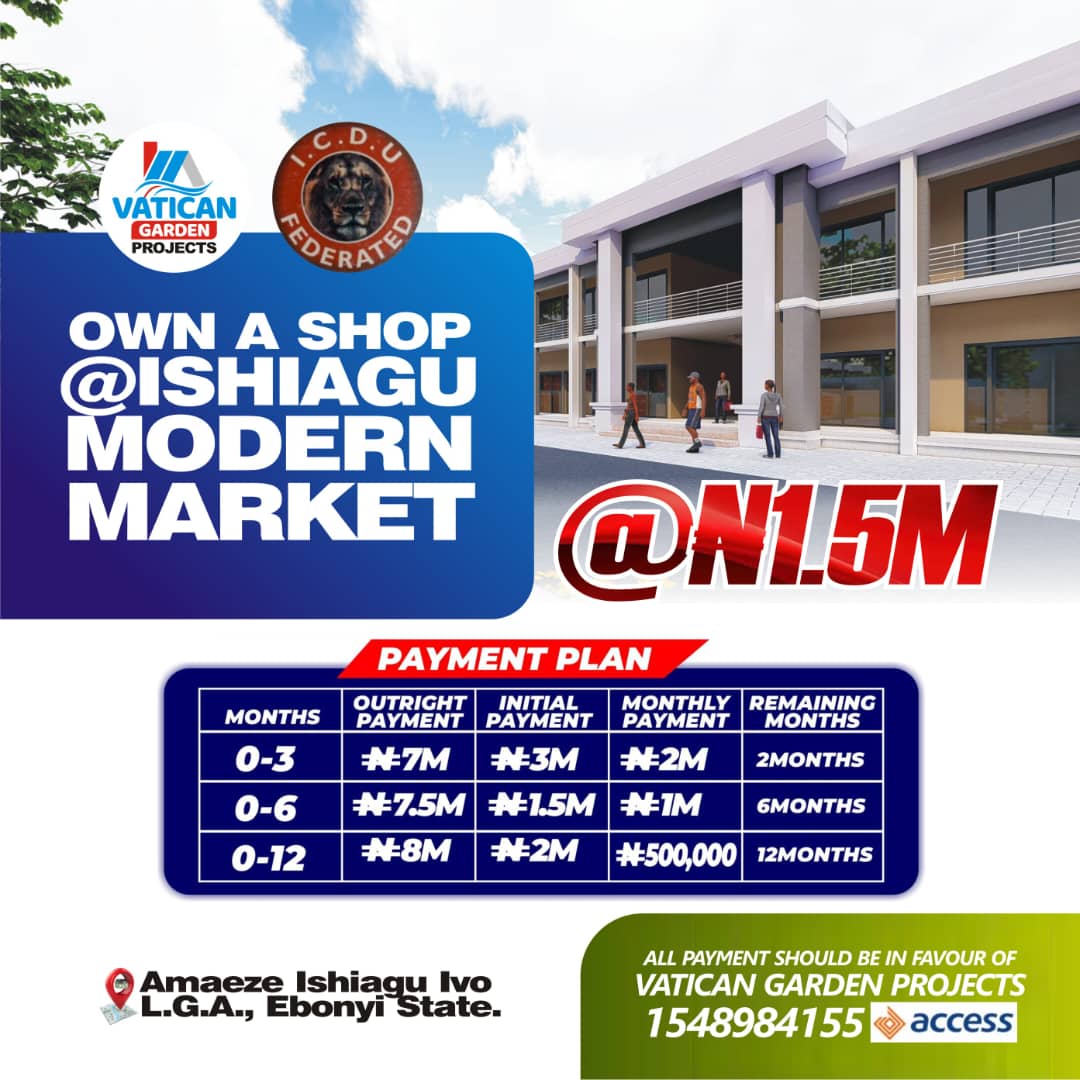 VATICAN
GARDEN
PROJECTS
I.C.D.U
FEDERATED
OWN A SHOP
@ISHIAGU
MODERN
MARKET
@₦1.5M
PAYMENT PLAN
MONTHS OUTRIGHT PAYMENT INITIAL PAYMENT MONTHLY PAYMENT REMAINING MONTHS
0-3 ₦7M ₦3M ₦2M 2MONTHS
0-6 ₦7.5M ₦1.5M ₦1M 6MONTHS
0-12 ₦8M ₦2M ₦500,000 12MONTHS
Amaeze Ishiagu Ivo
L.G.A., Ebonyi State.
ALL PAYMENT SHOULD BE IN FAVOUR OF
VATICAN GARDEN PROJECTS
1548984155 access